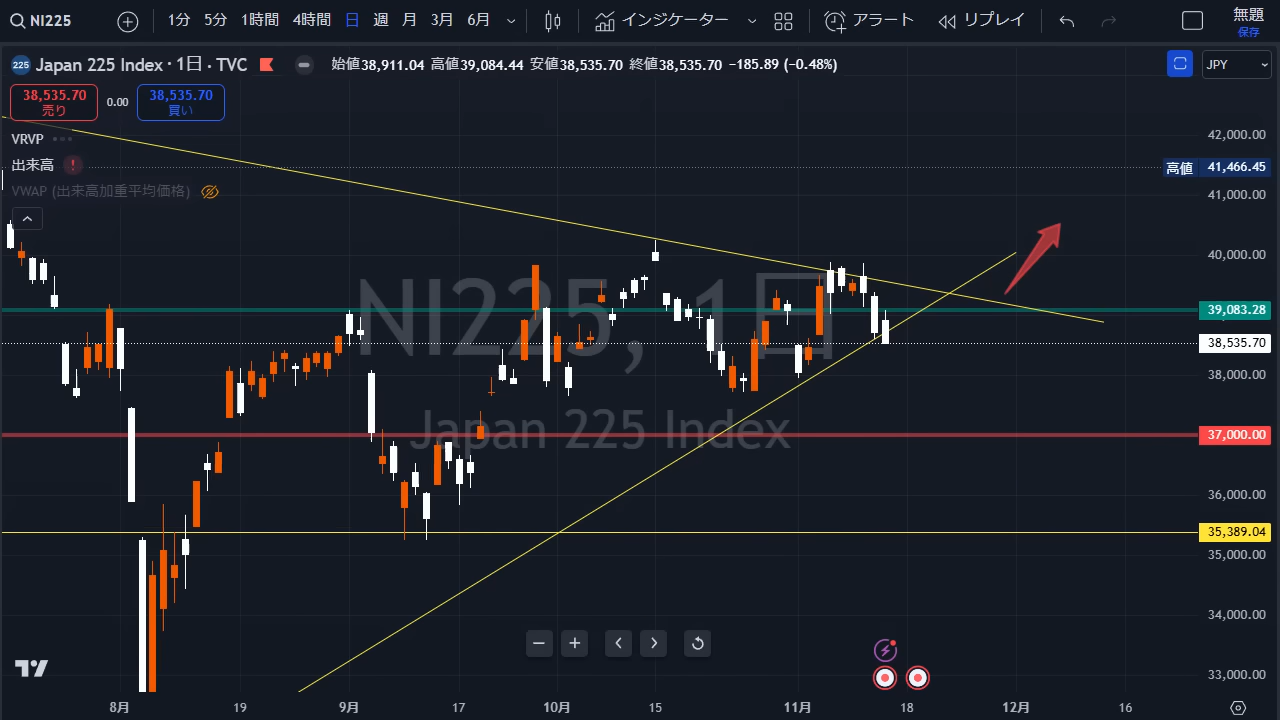 NI225 1分 5分 1時間 4時間 日 週 月 3月 6月 インジケーター アラート リプレイ 無題
保存
225 Japan 225 Index · 1日 · TVC 始値38,911.04 高値39,084.44 安値38,535.70 終値38,535.70 −185.89 (−0.48%) JPY
38,535.70 0.00 38,535.70
売り 買い
VRVP
出来高 !
VWAP (出来高加重平均価格)
NI225, 1日
Japan 225 Index
42,000.00
高値 41,466.45
41,000.00
40,000.00
39,083.28
38,535.70
38,000.00
37,000.00
36,000.00
35,389.04
35,000.00
34,000.00
33,000.00
8月 19 9月 17 10月 15 11月 18 12月 16